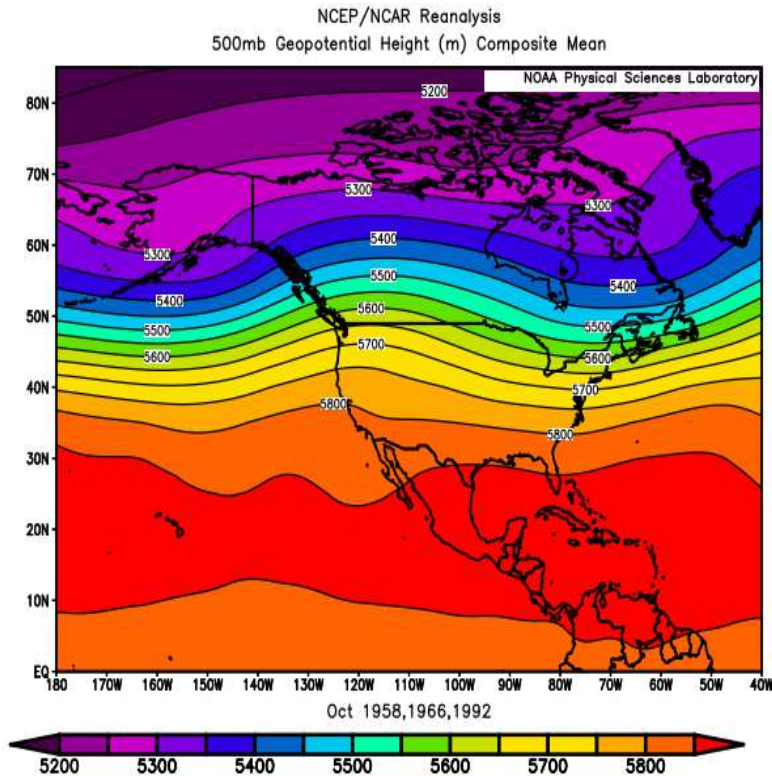 NCEP/NCAR Reanalysis
500mb Geopotential Height (m) Composite Mean
NOAA Physical Sciences Laboratory
80N
5200
70N
5300
5300
60N
5400
5300
5500
5400
5400
50N
5600
5500
5500
5600
5700
5600
40N
5700
5800
5800
30N
20N
10N
EQ
180 170W 160W 150W 140W 130W 120W 110W 100W 90W 80W 70W 60W 50W 40W
Oct 1958,1966,1992
5200 5300 5400 5500 5600 5700 5800